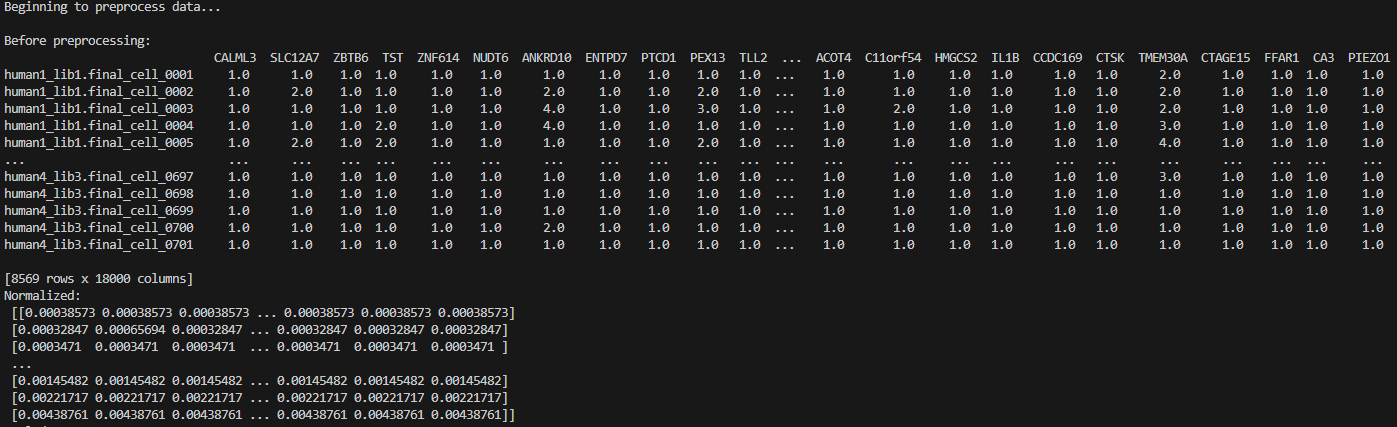 Beginning to preprocess data...
Before preprocessing:
CALML3 SLC12A7 ZBTB6 TST ZNF614 NUDT6 ANKRD10 ENTPD7 PTCD1 PEX13 TLL2 ... ACOT4 C11orf54 HMGCS2 IL1B CCDC169 CTSK TMEM30A CTAGE15 FFAR1 CA3 PIEZO1
human1_lib1.final_cell_0001 1.0 1.0 1.0 1.0 1.0 1.0 1.0 1.0 1.0 1.0 1.0 ... 1.0 1.0 1.0 1.0 1.0 1.0 2.0 1.0 1.0 1.0 1.0
human1_lib1.final_cell_0002 1.0 2.0 1.0 1.0 1.0 1.0 2.0 1.0 1.0 2.0 1.0 ... 1.0 1.0 1.0 1.0 1.0 1.0 2.0 1.0 1.0 1.0 1.0
human1_lib1.final_cell_0003 1.0 1.0 1.0 1.0 1.0 1.0 4.0 1.0 1.0 3.0 1.0 ... 1.0 2.0 1.0 1.0 1.0 1.0 2.0 1.0 1.0 1.0 1.0
human1_lib1.final_cell_0004 1.0 1.0 1.0 2.0 1.0 1.0 4.0 1.0 1.0 1.0 1.0 ... 1.0 1.0 1.0 1.0 1.0 1.0 3.0 1.0 1.0 1.0 1.0
human1_lib1.final_cell_0005 1.0 2.0 1.0 2.0 1.0 1.0 1.0 1.0 1.0 2.0 1.0 ... 1.0 1.0 1.0 1.0 1.0 1.0 4.0 1.0 1.0 1.0 1.0
... ... ... ... ... ... ... ... ... ... ... ... ... ... ... ... ... ... ... ... ... ... ... ...
human4_lib3.final_cell_0697 1.0 1.0 1.0 1.0 1.0 1.0 1.0 1.0 1.0 1.0 1.0 ... 1.0 1.0 1.0 1.0 1.0 1.0 3.0 1.0 1.0 1.0 1.0
human4_lib3.final_cell_0698 1.0 1.0 1.0 1.0 1.0 1.0 1.0 1.0 1.0 1.0 1.0 ... 1.0 1.0 1.0 1.0 1.0 1.0 1.0 1.0 1.0 1.0 1.0
human4_lib3.final_cell_0699 1.0 1.0 1.0 1.0 1.0 1.0 1.0 1.0 1.0 1.0 1.0 ... 1.0 1.0 1.0 1.0 1.0 1.0 1.0 1.0 1.0 1.0 1.0
human4_lib3.final_cell_0700 1.0 1.0 1.0 1.0 1.0 1.0 2.0 1.0 1.0 1.0 1.0 ... 1.0 1.0 1.0 1.0 1.0 1.0 1.0 1.0 1.0 1.0 1.0
human4_lib3.final_cell_0701 1.0 1.0 1.0 1.0 1.0 1.0 1.0 1.0 1.0 1.0 1.0 ... 1.0 1.0 1.0 1.0 1.0 1.0 1.0 1.0 1.0 1.0 1.0
[8569 rows x 18000 columns]
Normalized:
[[0.00038573 0.00038573 0.00038573 ... 0.00038573 0.00038573 0.00038573]
[0.00032847 0.00065694 0.00032847 ... 0.00032847 0.00032847 0.00032847]
[0.0003471 0.0003471 0.0003471 ... 0.0003471 0.0003471 0.0003471 ]
...
[0.00145482 0.00145482 0.00145482 ... 0.00145482 0.00145482 0.00145482]
[0.00221717 0.00221717 0.00221717 ... 0.00221717 0.00221717 0.00221717]
[0.00438761 0.00438761 0.00438761 ... 0.00438761 0.00438761 0.00438761]]